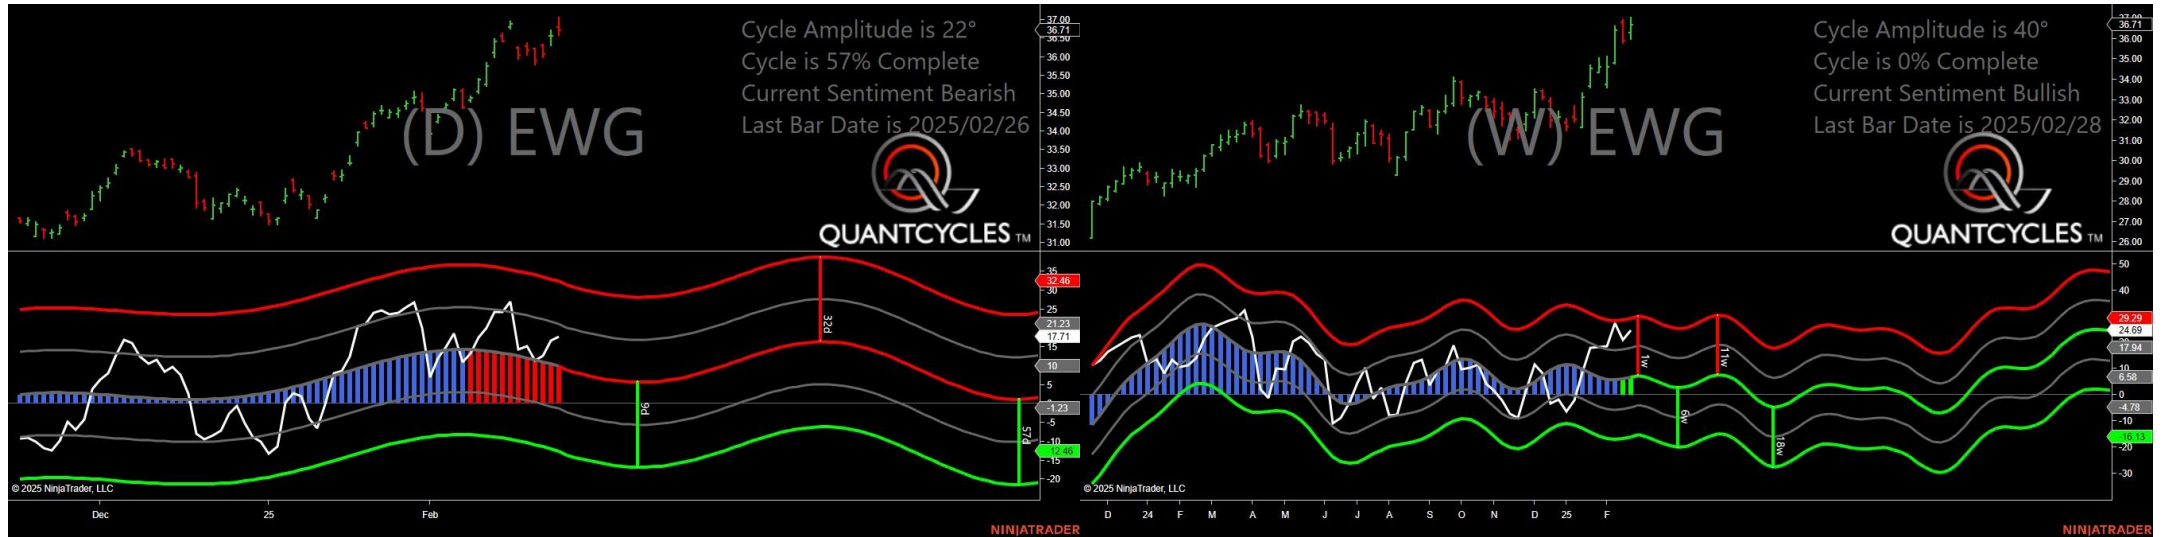 Cycle Amplitude is 22°
Cycle is 57% Complete
Current Sentiment Bearish
Last Bar Date is 2025/02/26
(D) EWG
QUANTCYCLES TM
37.00
36.71
36.50
36.00
35.50
35.00
34.50
34.00
33.50
33.00
32.50
32.00
31.50
31.00
35
32.46
30
25
21.23
17.71
15
10
5
-1.23
-5
-10
-12.46
-15
-20
9d
32d
57d
© 2025 NinjaTrader, LLC
Dec
25
Feb
NINJATRADER
Cycle Amplitude is 40°
Cycle is 0% Complete
Current Sentiment Bullish
Last Bar Date is 2025/02/28
(W) EWG
QUANTCYCLES TM
37.00
36.71
36.00
35.00
34.00
33.00
32.00
31.00
30.00
29.00
28.00
27.00
26.00
50
40
29.29
24.69
17.94
10
6.58
0
-4.78
-10
-16.13
-20
-30
1w
6w
11w
18w
© 2025 NinjaTrader, LLC
D 24 F M A M J J A S O N D 25 F
NINJATRADER